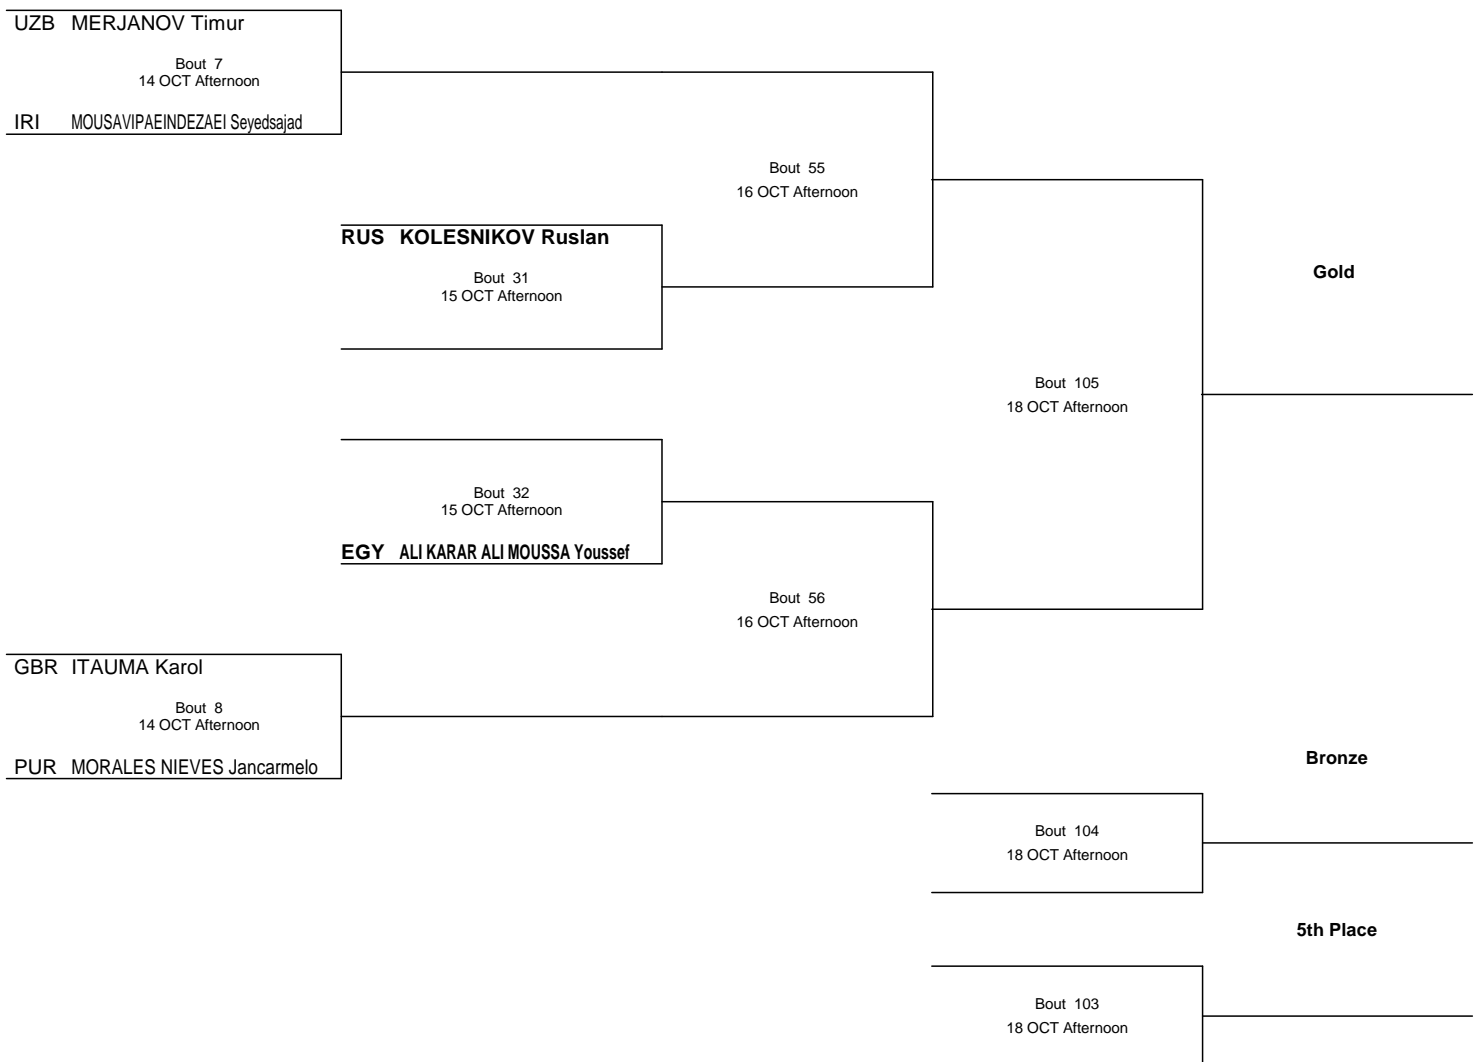 UZB MERJANOV Timur
Bout 7
14 OCT Afternoon
IRI MOUSAVIPAEINDEZAEI Seyedsajad
Bout 55
16 OCT Afternoon
RUS KOLESNIKOV Ruslan
Bout 31
15 OCT Afternoon
Gold
Bout 105
18 OCT Afternoon
Bout 32
15 OCT Afternoon
EGY ALI KARAR ALI MOUSSA Youssef
Bout 56
16 OCT Afternoon
GBR ITAUMA Karol
Bout 8
14 OCT Afternoon
PUR MORALES NIEVES Jancarmelo
Bronze
Bout 104
18 OCT Afternoon
5th Place
Bout 103
18 OCT Afternoon